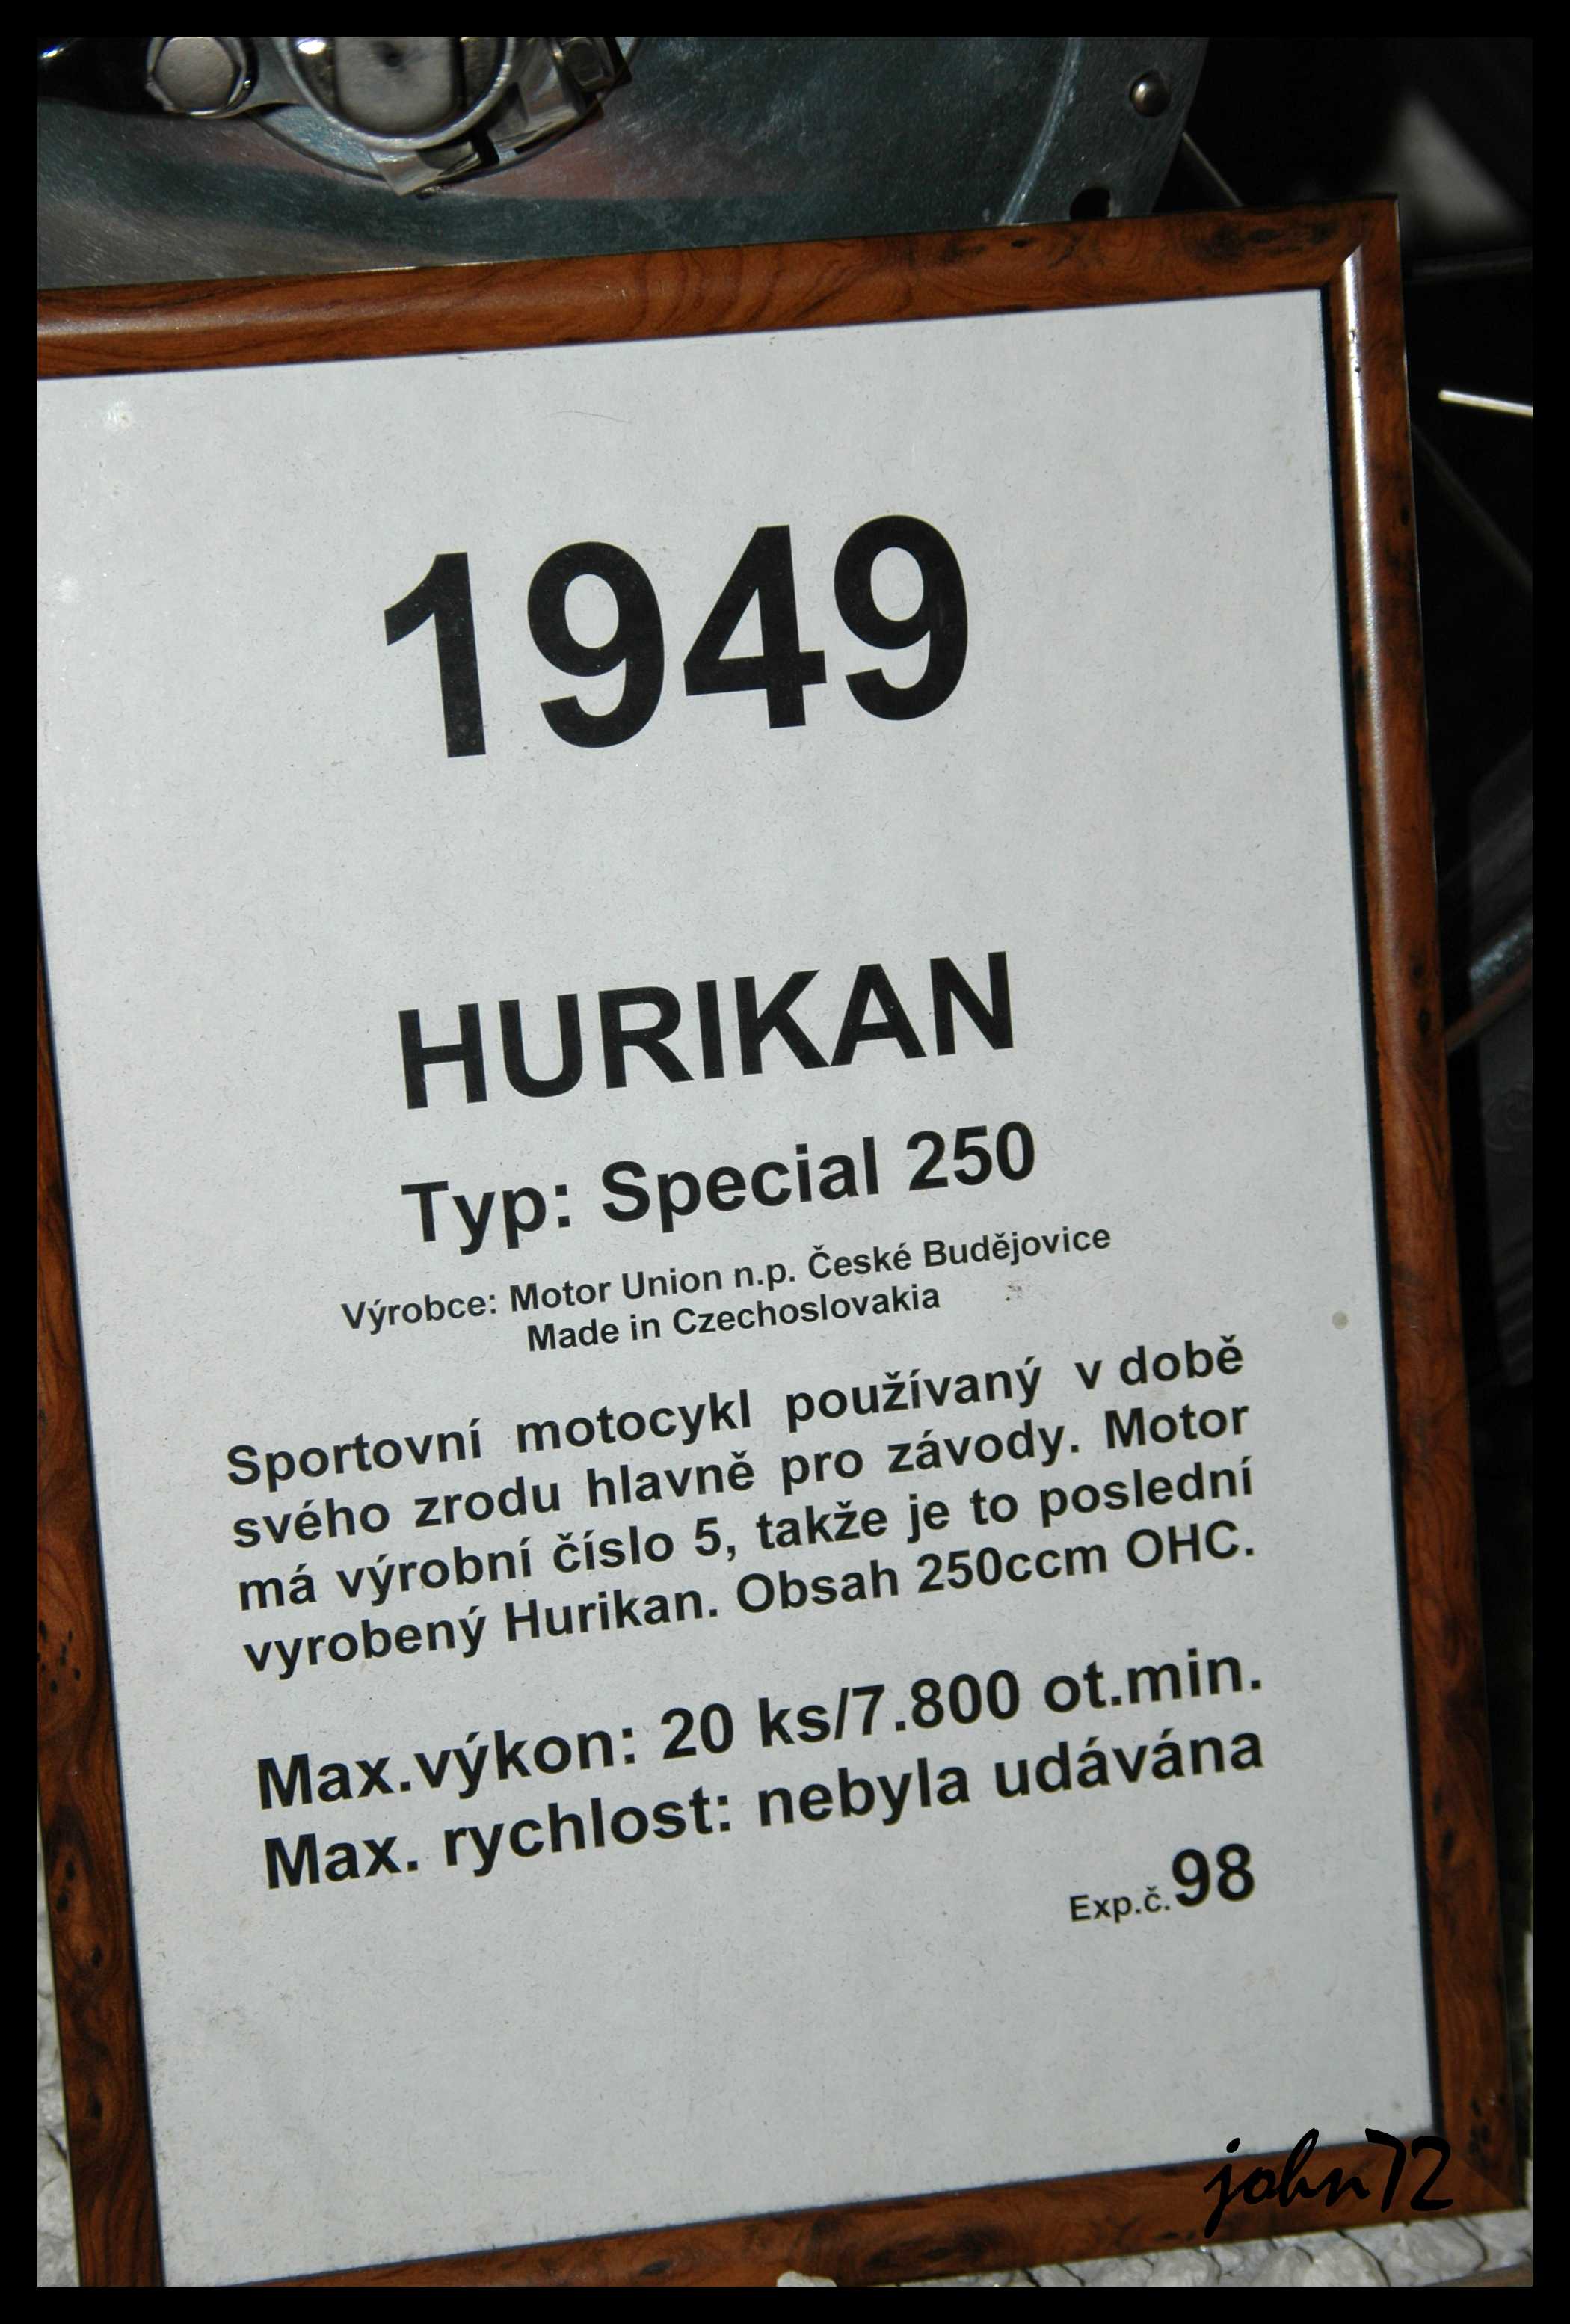 1949
HURIKAN
Typ: Special 250
Výrobce: Motor Union n.p. České Budějovice
Made in Czechoslovakia
Sportovní motocykl používaný v době
svého zrodu hlavně pro závody. Motor
má výrobní číslo 5, takže je to poslední
vyrobený Hurikan. Obsah 250ccm OHC.
Max.výkon: 20 ks/7.800 ot.min.
Max. rychlost: nebyla udávána
Exp.č.98
john72